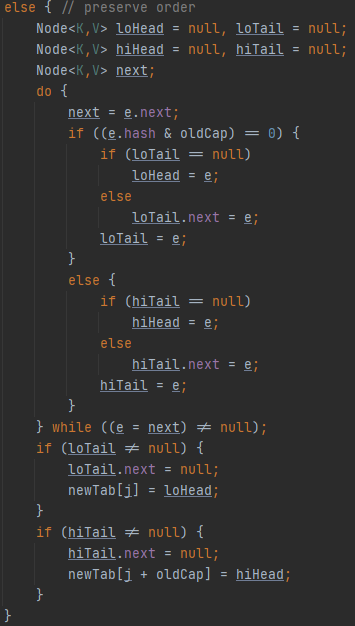 else { // preserve order
    Node<K,V> loHead = null, loTail = null;
    Node<K,V> hiHead = null, hiTail = null;
    Node<K,V> next;
    do {
        next = e.next;
        if ((e.hash & oldCap) == 0) {
            if (loTail == null)
                loHead = e;
            else
                loTail.next = e;
            loTail = e;
        }
        else {
            if (hiTail == null)
                hiHead = e;
            else
                hiTail.next = e;
            hiTail = e;
        }
    } while ((e = next) ≠ null);
    if (loTail ≠ null) {
        loTail.next = null;
        newTab[j] = loHead;
    }
    if (hiTail ≠ null) {
        hiTail.next = null;
        newTab[j + oldCap] = hiHead;
    }
}